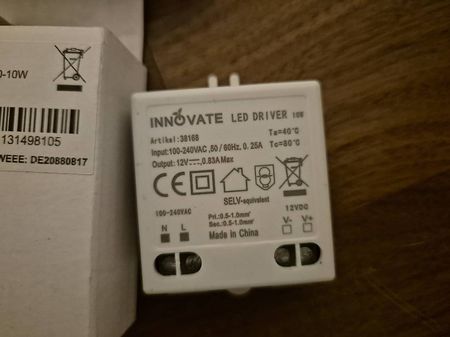 0-10W
131498105
WEEE: DE20880817
INNOVATE LED DRIVER 10W
Artikel: 38168 Ta=40°C
Input:100-240VAC ,50 / 60Hz, 0. 25A Tc=80°C
Output: 12V⎓, 0.83A Max
CE
SELV-equivalent
100-240VAC Pri.:0.5-1.0mm² 12VDC
N L Sec.:0.5-1.0mm² V- V+
Made in China